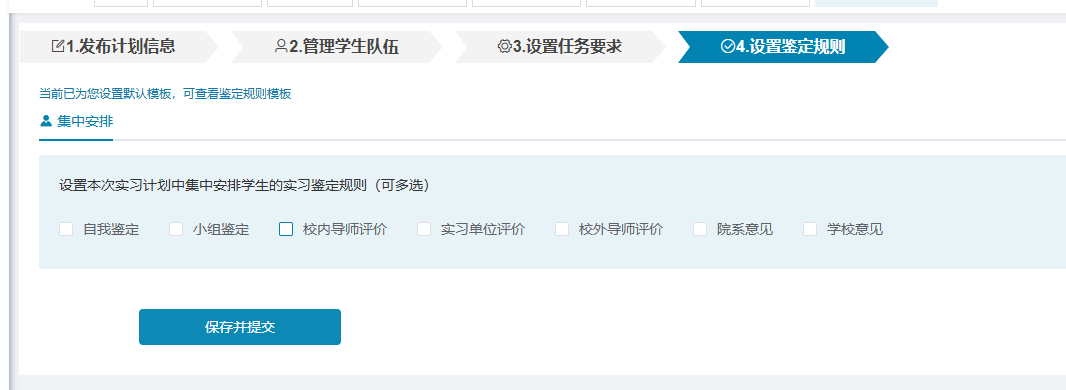 1.发布计划信息 2.管理学生队伍 3.设置任务要求 4.设置鉴定规则
当前已为您设置默认模板，可查看鉴定规则模板
集中安排
设置本次实习计划中集中安排学生的实习鉴定规则（可多选）
自我鉴定 小组鉴定 校内导师评价 实习单位评价 校外导师评价 院系意见 学校意见
保存并提交